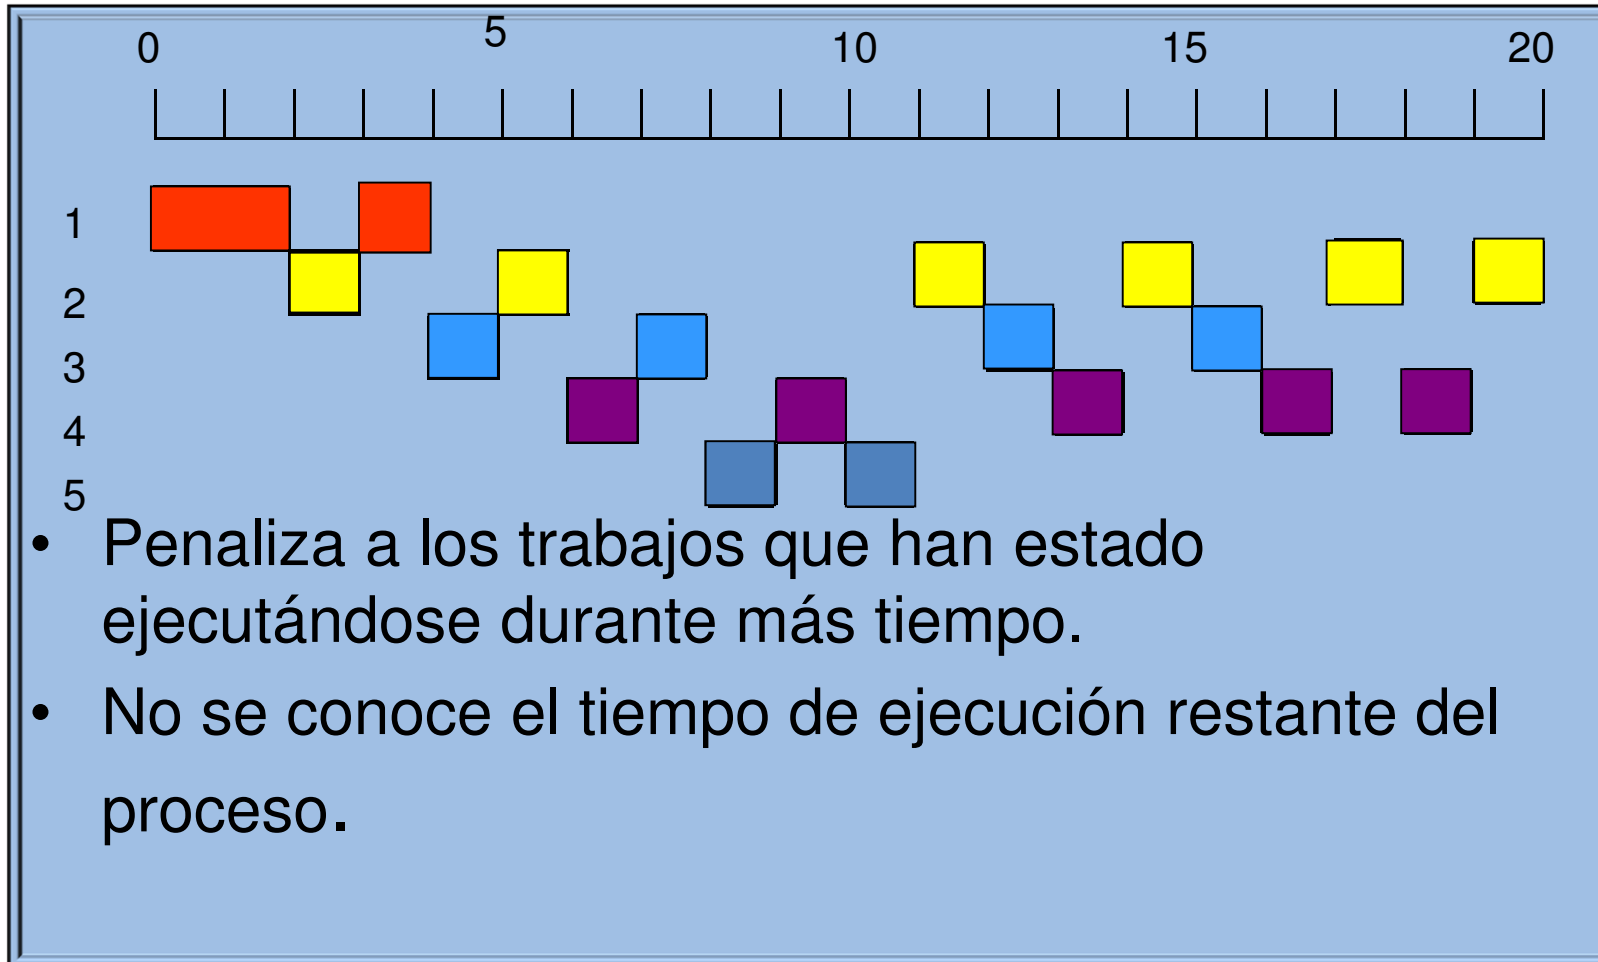 0 5 10 15 20
1
2
3
4
5
• Penaliza a los trabajos que han estado
ejecutándose durante más tiempo.
• No se conoce el tiempo de ejecución restante del
proceso.